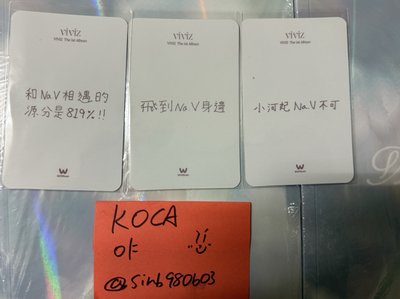 viviz
VIVIZ The 1st Album
和Na.V相遇的
源分是819%!!
W
viviz
VIVIZ The 1st Album
飛到Na.V身邊
W
viviz
VIVIZ The 1st Album
小河起Na.V不可
W
KOCA
咔
@sinb980603